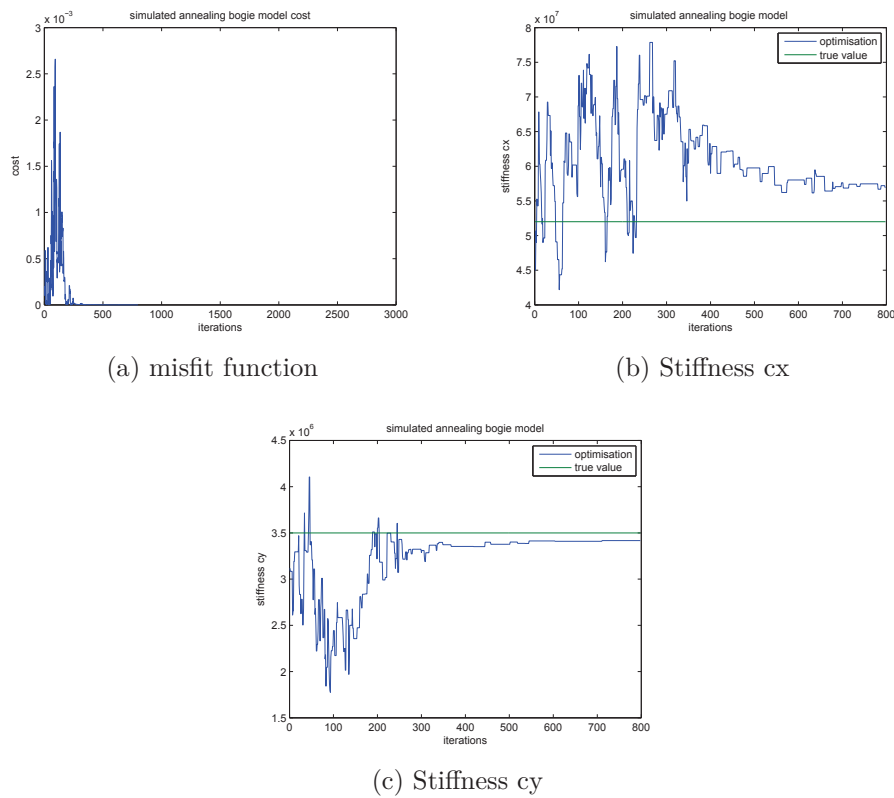 simulated annealing bogie model cost
x 10⁻³
3
2.5
2
1.5
1
0.5
0
cost
0 500 1000 1500 2000 2500 3000
iterations
(a) misfit function
simulated annealing bogie model
x 10⁷
8
7.5
7
6.5
6
5.5
5
4.5
4
stiffness cx
optimisation
true value
0 100 200 300 400 500 600 700 800
iterations
(b) Stiffness cx
simulated annealing bogie model
x 10⁶
4.5
4
3.5
3
2.5
2
1.5
stiffness cy
optimisation
true value
0 100 200 300 400 500 600 700 800
iterations
(c) Stiffness cy